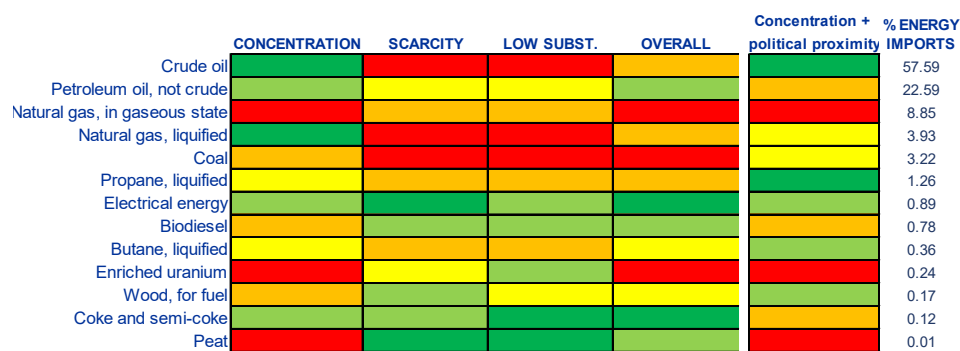 Concentration + % ENERGY
CONCENTRATION SCARCITY LOW SUBST. OVERALL political proximity IMPORTS
Crude oil 57.59
Petroleum oil, not crude 22.59
Natural gas, in gaseous state 8.85
Natural gas, liquified 3.93
Coal 3.22
Propane, liquified 1.26
Electrical energy 0.89
Biodiesel 0.78
Butane, liquified 0.36
Enriched uranium 0.24
Wood, for fuel 0.17
Coke and semi-coke 0.12
Peat 0.01